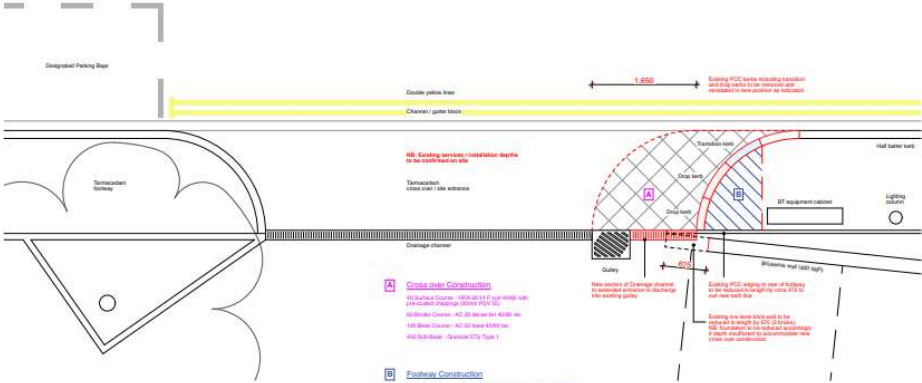 Designated Parking Bays
1.650
Existing PCC kerbs including transition
and drop kerbs to be removed and
reinstated in new position as indicated
Double yellow lines
Channel / gutter block
Transition kerb
Half batter kerb
NB: Existing services / installation depths
to be confirmed on site
Tarmacadam
footway
Tarmacadam
cross over / site entrance
Drop kerb
A
B
BT equipment cabinet
Lighting
column
Drop kerb
Drainage channel
Gulley
675
Brickwork wall
New section of Drainage channel
to extended entrance to discharge
into existing gulley
Existing PCC edging to rear of footway
to be reduced in length by circa 475 to
suit new kerb line
Existing low level brick wall to be
reduced in length by 675 (3 bricks)
NB: foundation to be reduced accordingly
if depth insufficient to accommodate new
cross over construction
A Cross over Construction
40 Surface Course - HRA 30/14 F surf 40/60 with
pre-coated chippings
60 Binder Course - AC 20 dense bin 40/60 rec
Base Course - AC 32 base 40/60 rec
Sub-Base - Granular DTp Type 1
B Footway Construction